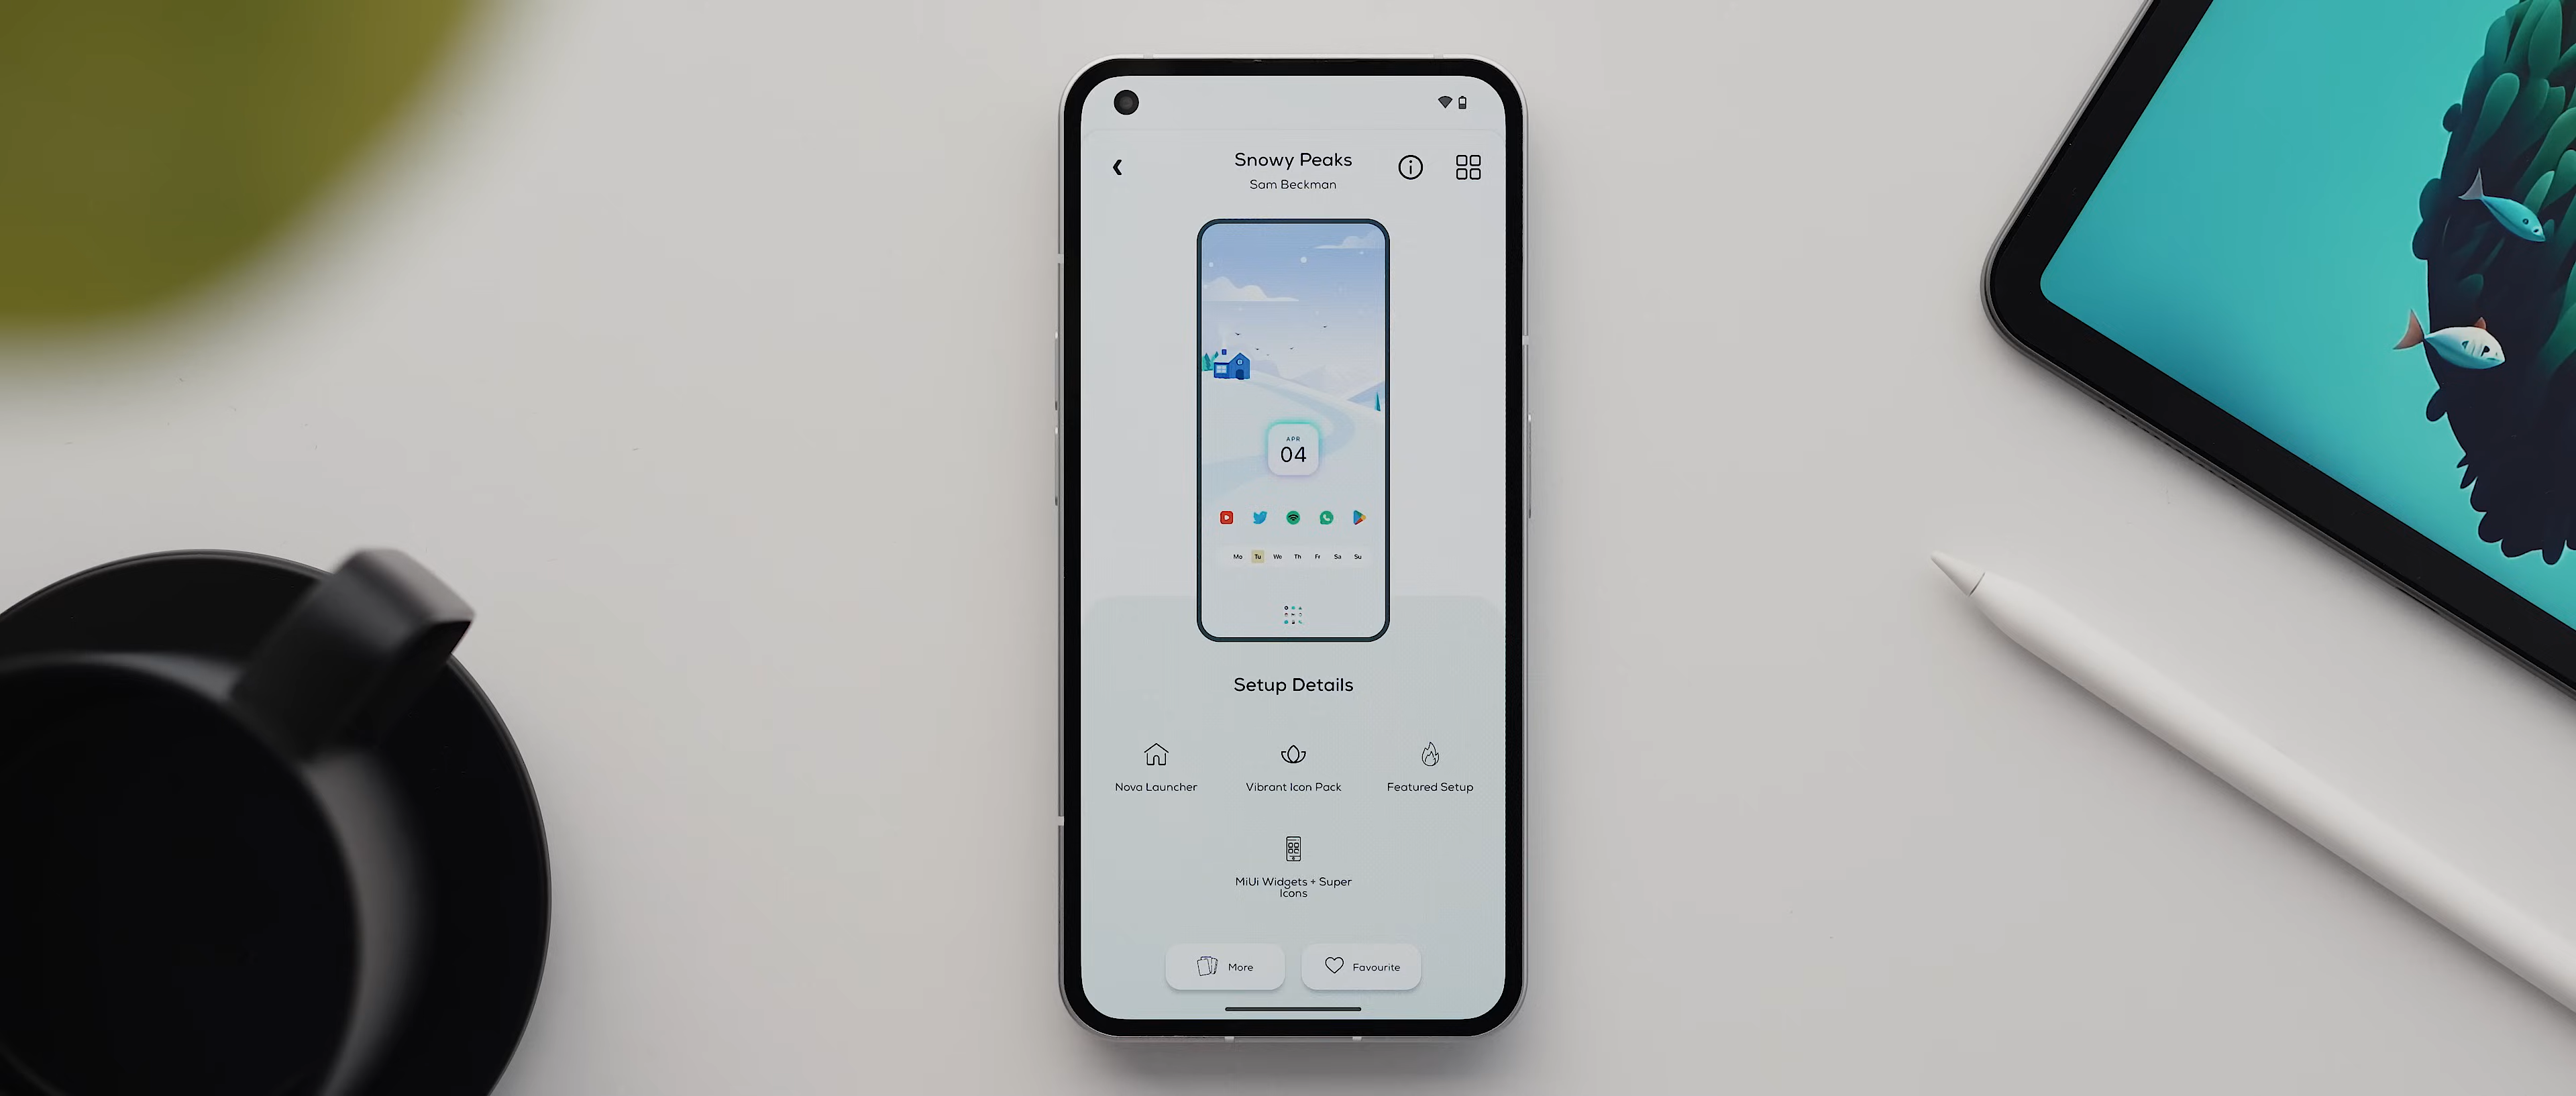 Snowy Peaks
Sam Beckman
APR
04
Mo Tu We Th Fr Sa Su
Setup Details
Nova Launcher
Vibrant Icon Pack
Featured Setup
MiUi Widgets + Super
Icons
More
Favourite